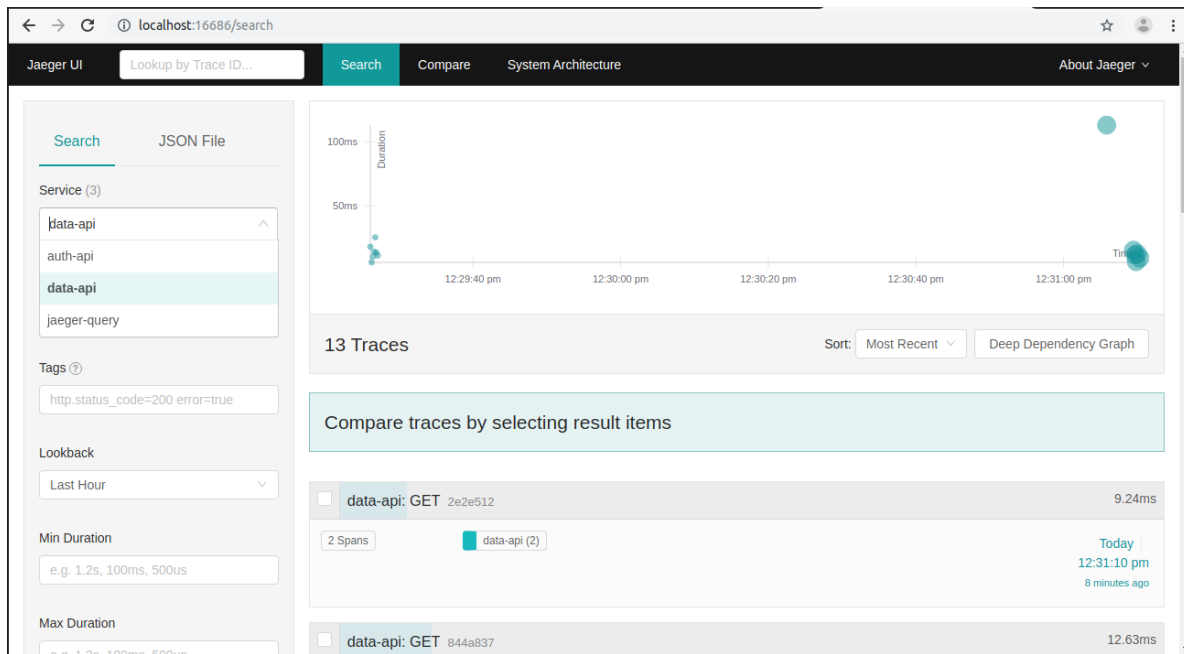 localhost:16686/search
Jaeger UI Lookup by Trace ID... Search Compare System Architecture About Jaeger
Search JSON File
Service (3)
data-api
auth-api
data-api
jaeger-query
Tags ?
http.status_code=200 error=true
Lookback
Last Hour
Min Duration
e.g. 1.2s, 100ms, 500us
Max Duration
e.g. 1.2s, 100ms, 500us
Duration
100ms
50ms
12:29:40 pm 12:30:00 pm 12:30:20 pm 12:30:40 pm 12:31:00 pm
13 Traces Sort: Most Recent Deep Dependency Graph
Compare traces by selecting result items
data-api: GET 2e2e512 9.24ms
2 Spans data-api (2) Today
12:31:10 pm
8 minutes ago
data-api: GET 844a837 12.63ms